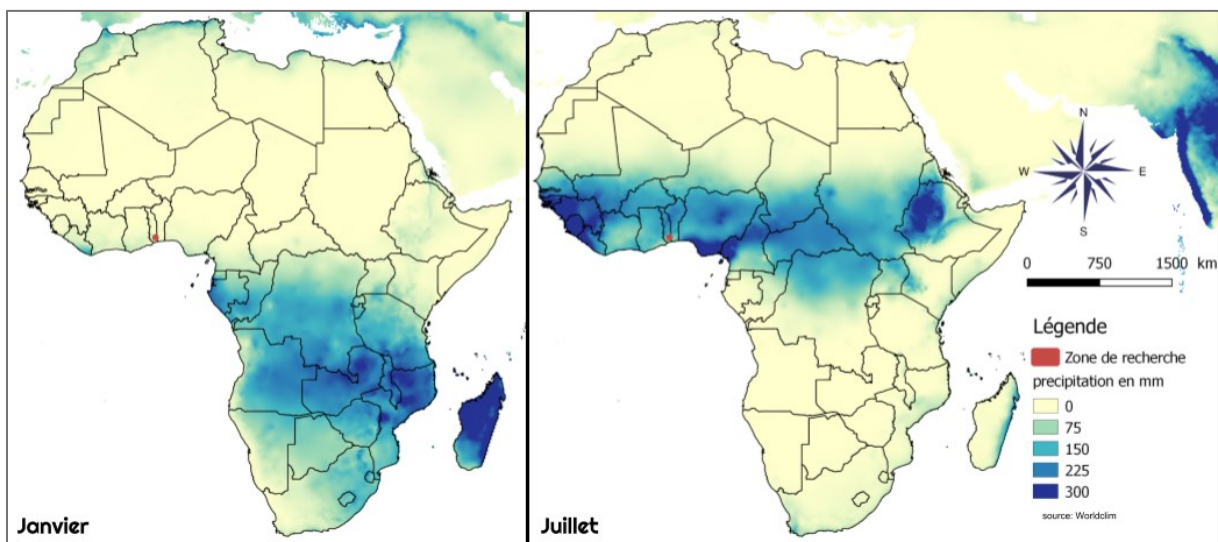 Janvier
Juillet
N
W
E
S
0 750 1500 km
Légende
Zone de recherche
precipitation en mm
0
75
150
225
300
source: Worldclim